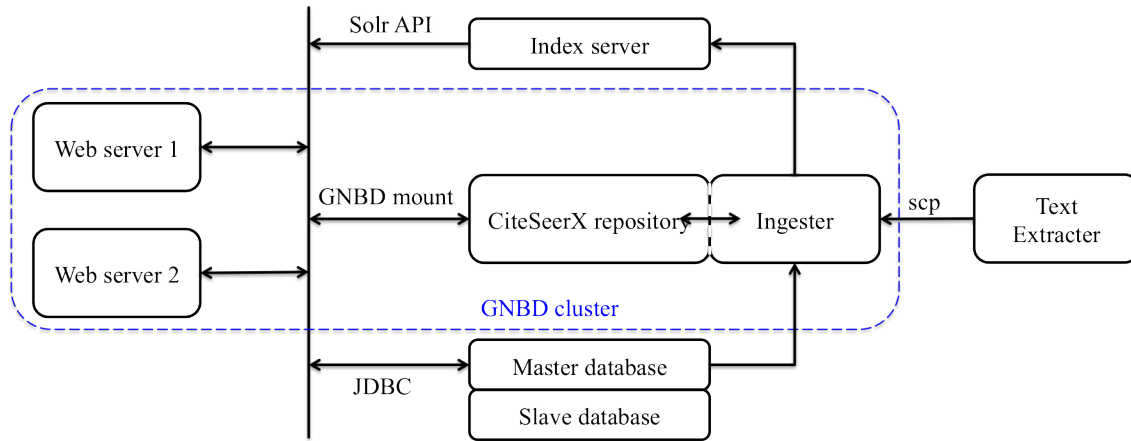 Solr API
Index server
Web server 1
GNBD mount
CiteSeerX repository
Ingester
scp
Text
Extracter
Web server 2
GNBD cluster
Master database
JDBC
Slave database